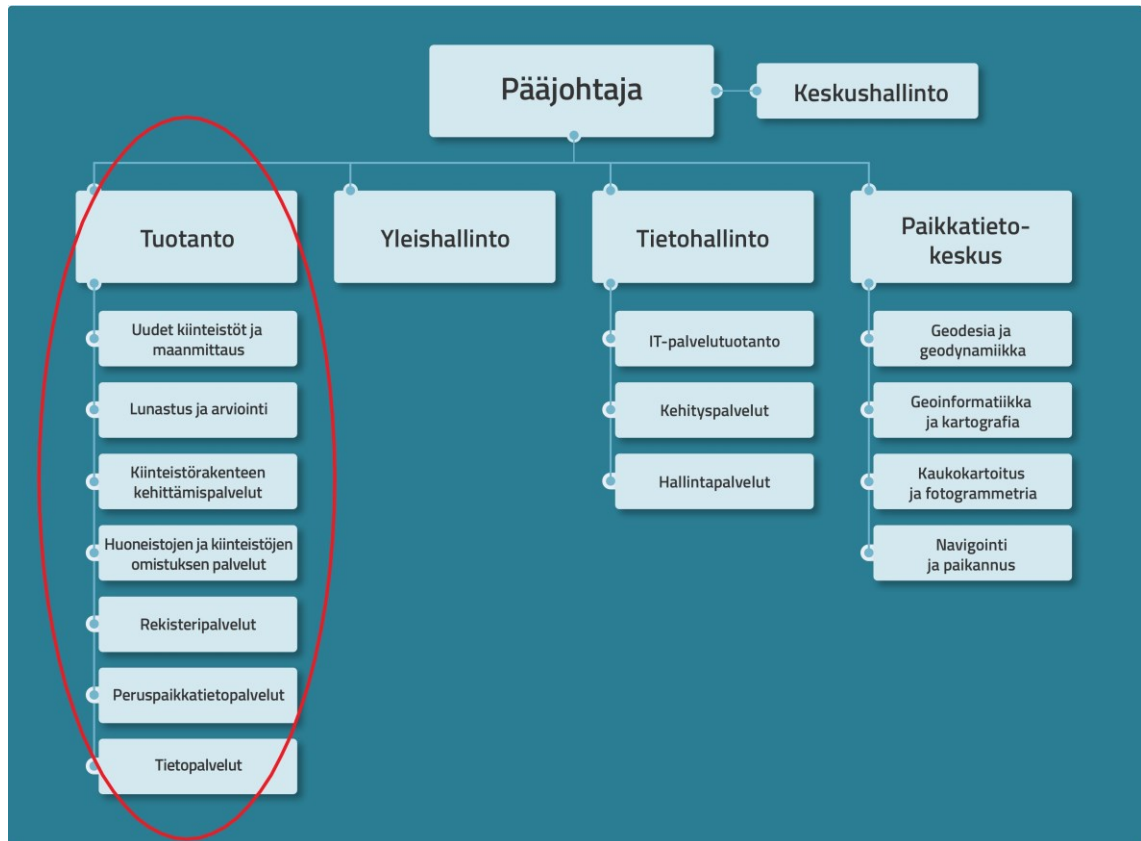 Pääjohtaja
Keskushallinto
Tuotanto
Uudet kiinteistöt ja
maanmittaus
Lunastus ja arviointi
Kiinteistörakenteen
kehittämispalvelut
Huoneistojen ja kiinteistöjen
omistuksen palvelut
Rekisteripalvelut
Peruspaikkatietopalvelut
Tietopalvelut
Yleishallinto
Tietohallinto
IT-palvelutuotanto
Kehityspalvelut
Hallintapalvelut
Paikkatieto-
keskus
Geodesia ja
geodynamiikka
Geoinformatiikka
ja kartografia
Kaukokartoitus
ja fotogrammetria
Navigointi
ja paikannus